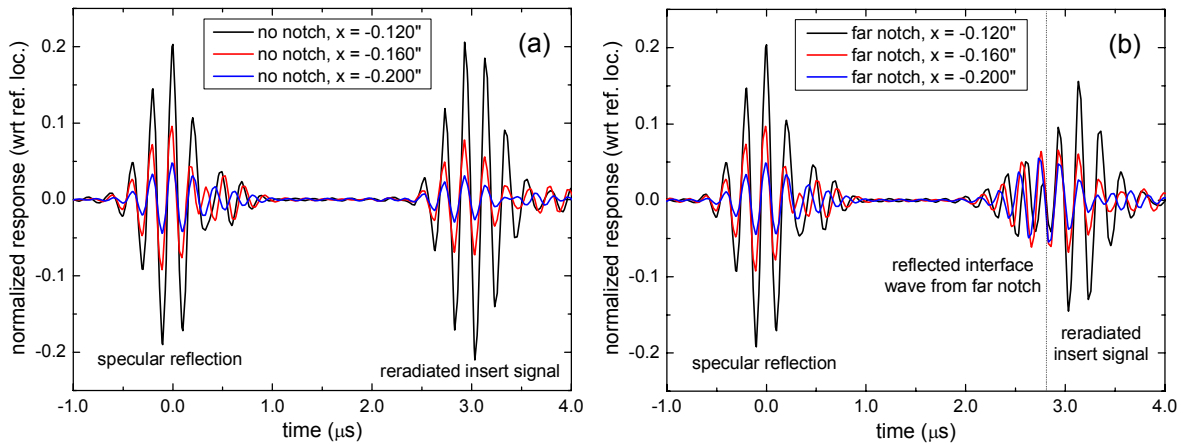 (a)
no notch, x = -0.120"
no notch, x = -0.160"
no notch, x = -0.200"
normalized response (wrt ref. loc.)
0.2
0.1
0.0
-0.1
-0.2
specular reflection
reradiated insert signal
-1.0 0.0 1.0 2.0 3.0 4.0
time (μs)
(b)
far notch, x = -0.120"
far notch, x = -0.160"
far notch, x = -0.200"
normalized response (wrt ref. loc.)
0.2
0.1
0.0
-0.1
-0.2
reflected interface
wave from far notch
specular reflection
reradiated
insert signal
-1.0 0.0 1.0 2.0 3.0 4.0
time (μs)